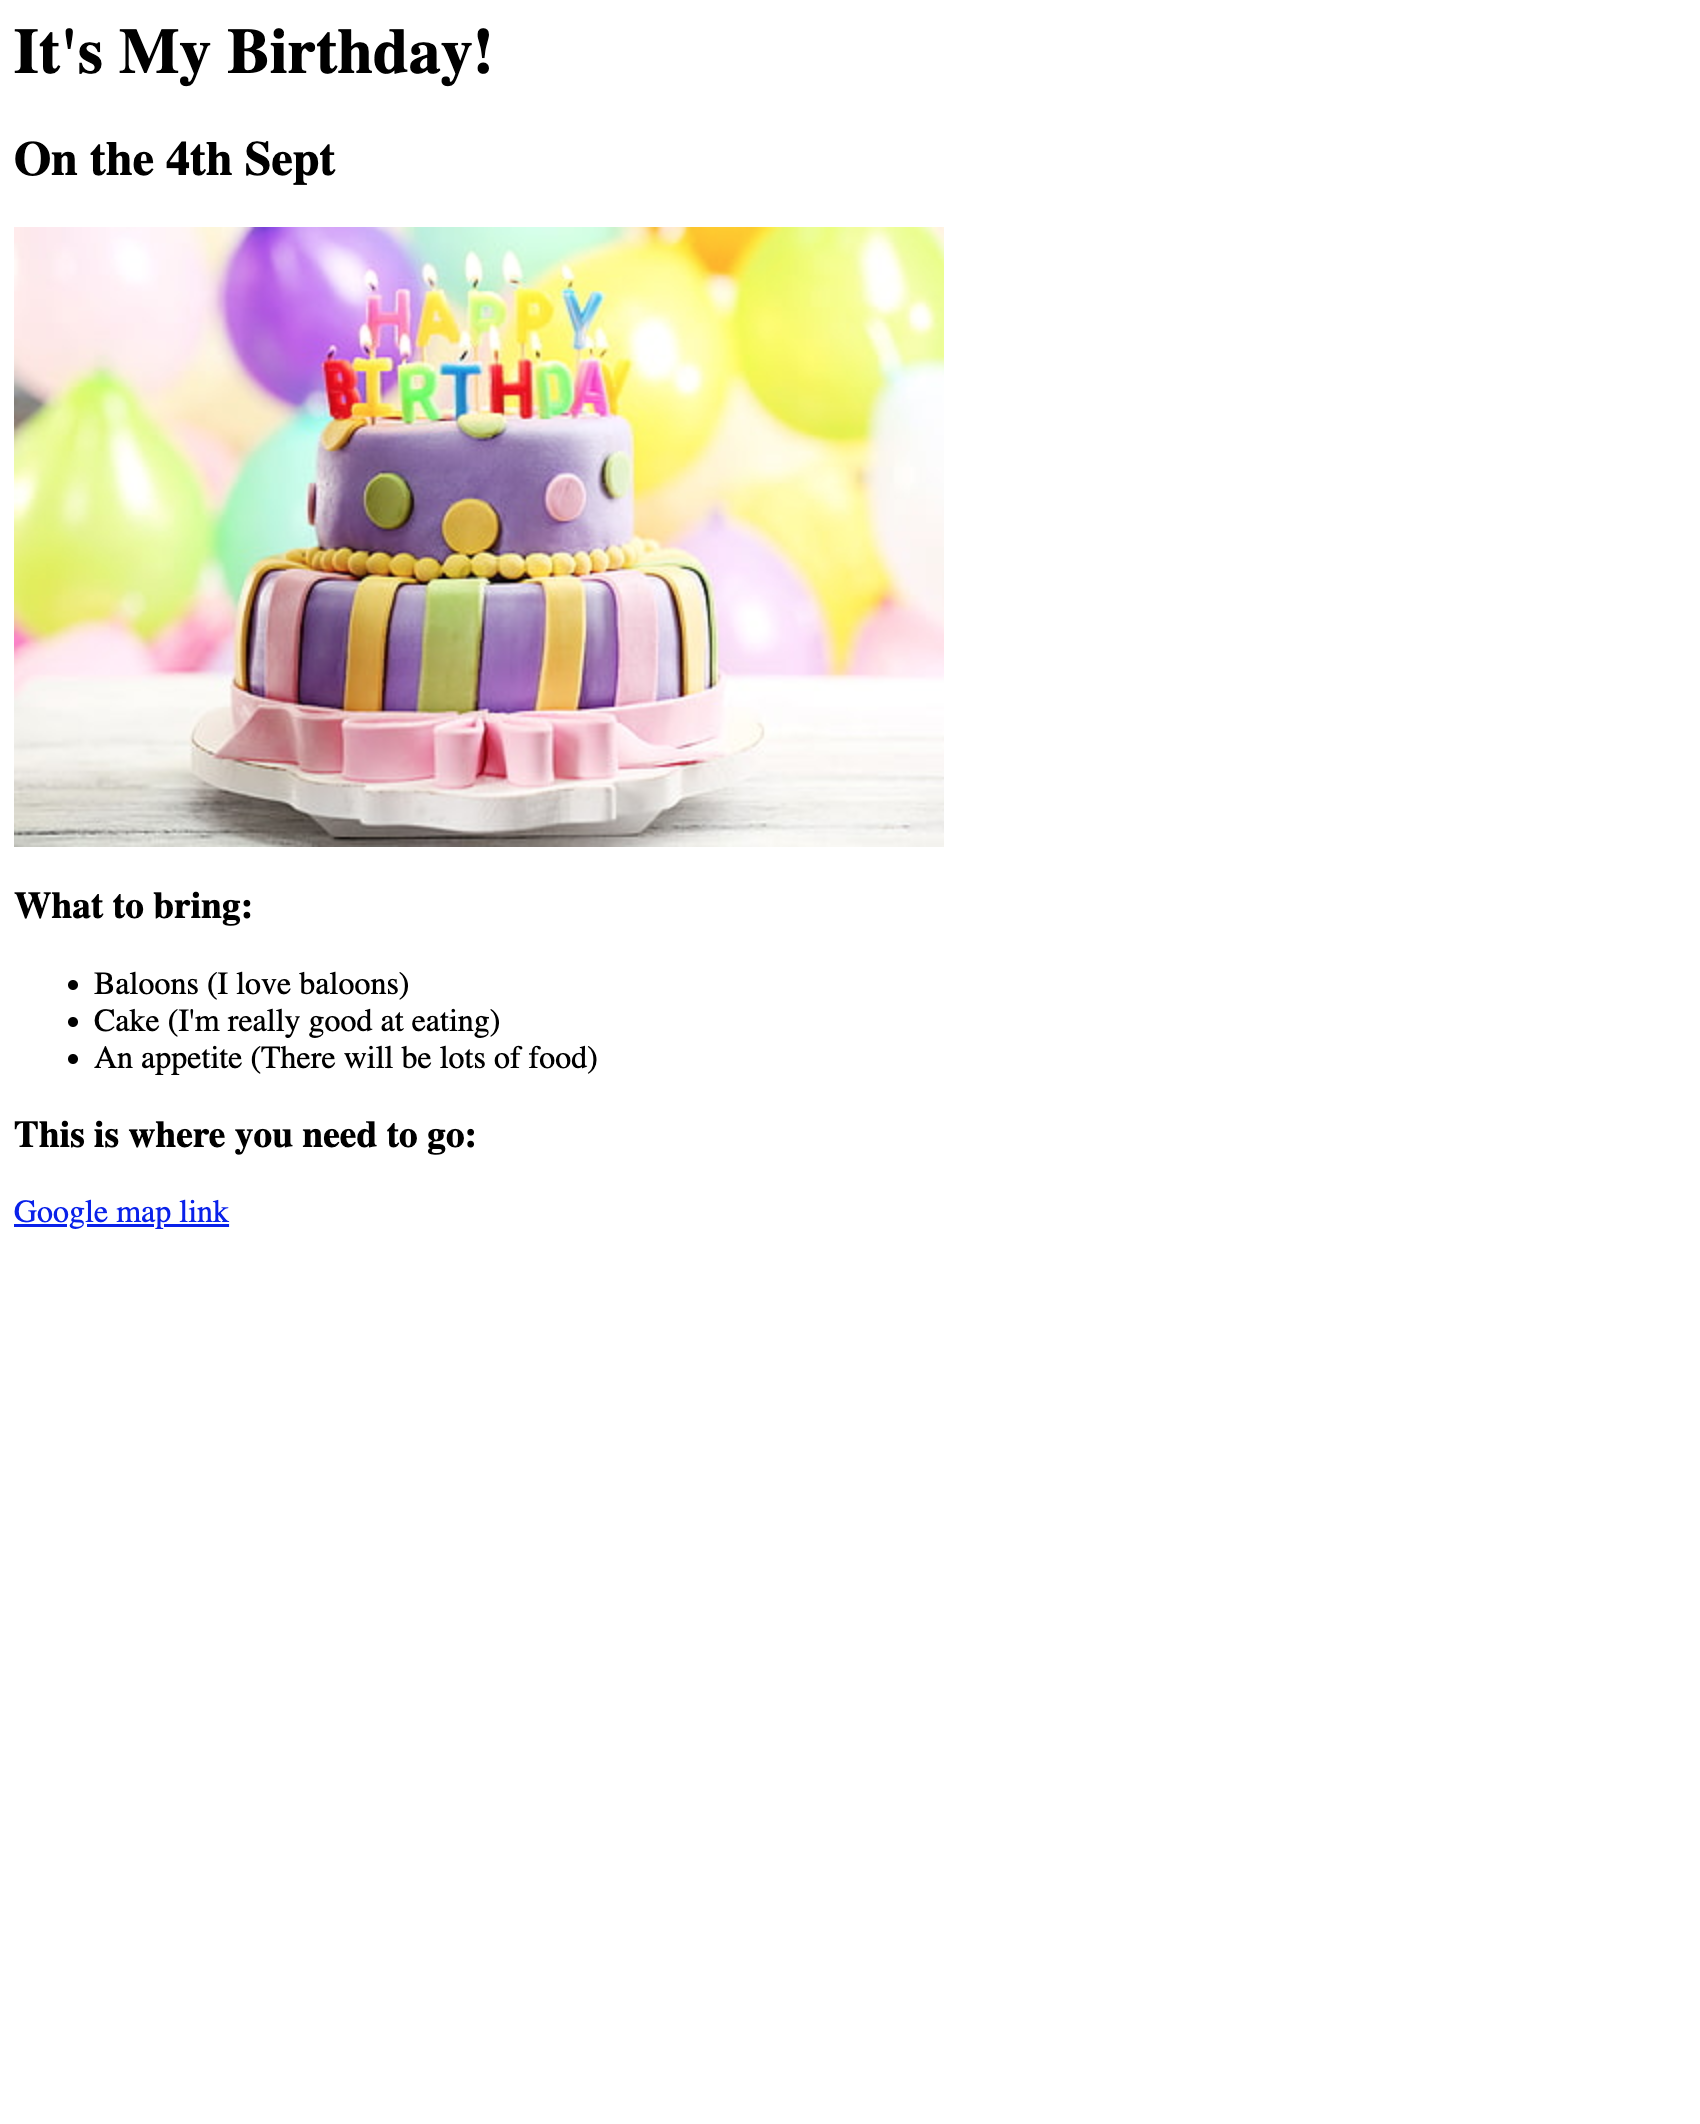 It's My Birthday!
On the 4th Sept
HAPPY
BIRTHDAY
What to bring:
Baloons (I love baloons)
Cake (I'm really good at eating)
An appetite (There will be lots of food)
This is where you need to go:
Google map link